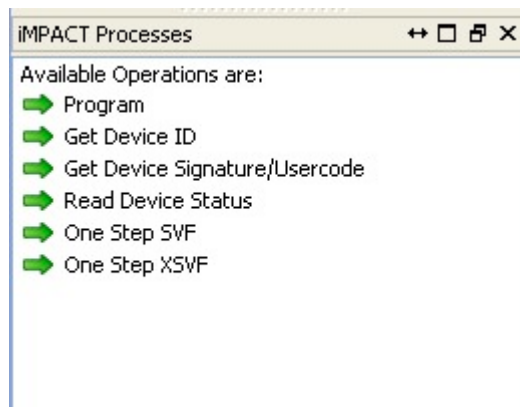 iMPACT Processes
Available Operations are:
Program
Get Device ID
Get Device Signature/Usercode
Read Device Status
One Step SVF
One Step XSVF